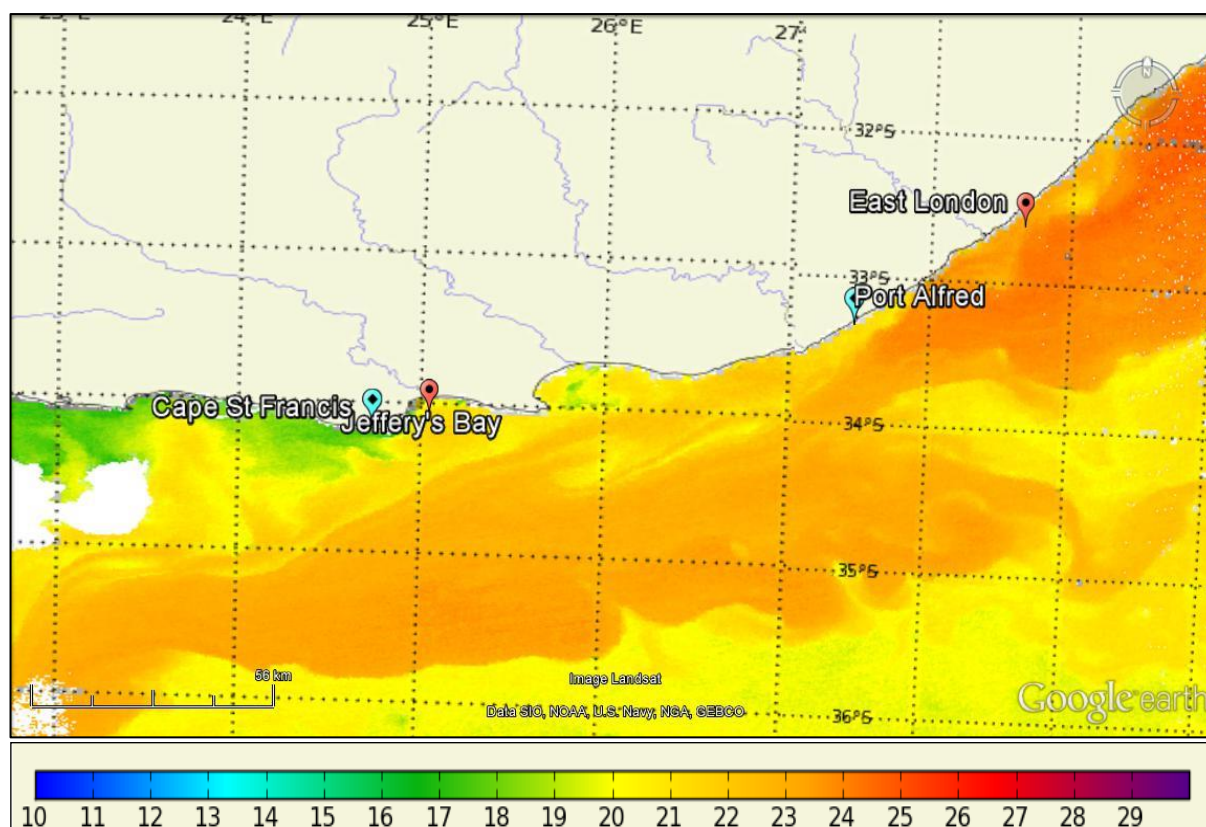 24°E
25°E
26°E
32°S
East London
33°S
Port Alfred
Cape St Francis
Jeffery's Bay
34°S
35°S
56 km
Image Landsat
Data SIO, NOAA, U.S. Navy, NGA, GEBCO
Google earth
36°S
10 11 12 13 14 15 16 17 18 19 20 21 22 23 24 25 26 27 28 29